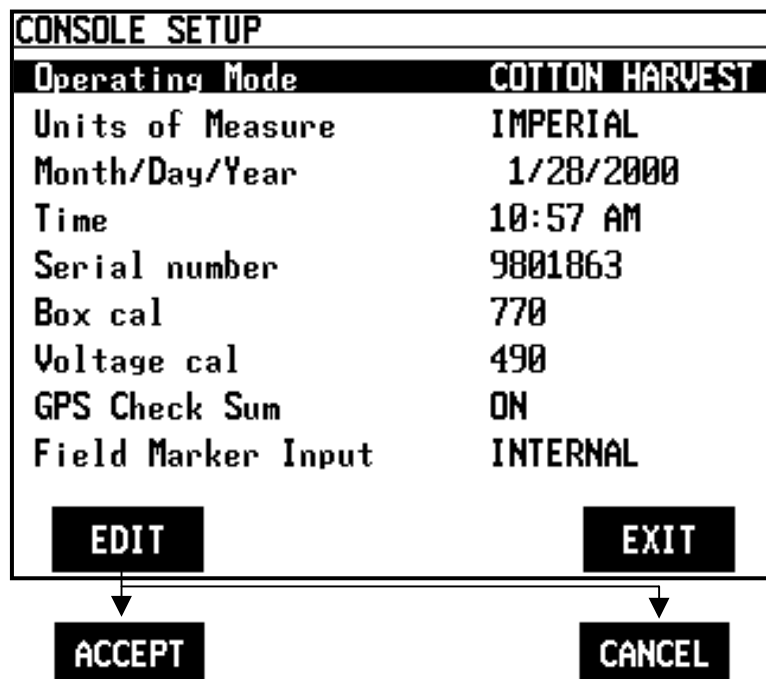 CONSOLE SETUP
Operating Mode COTTON HARVEST
Units of Measure IMPERIAL
Month/Day/Year 1/28/2000
Time 10:57 AM
Serial number 9801863
Box cal 770
Voltage cal 490
GPS Check Sum ON
Field Marker Input INTERNAL
EDIT EXIT
ACCEPT CANCEL